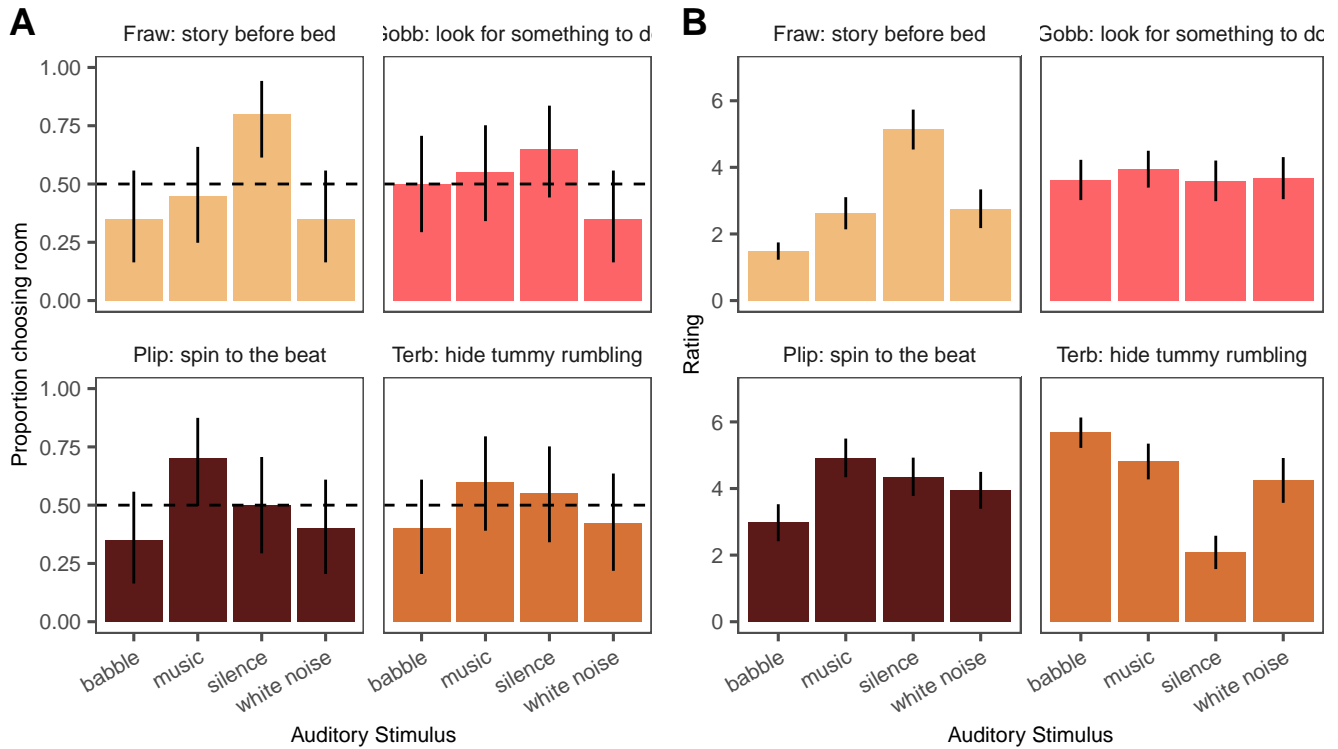 A
Fraw: story before bed
Gobb: look for something to d
1.00
0.75
0.50
0.25
0.00
Plip: spin to the beat
Terb: hide tummy rumbling
1.00
0.75
0.50
0.25
0.00
Proportion choosing room
babble
music
silence
white noise
babble
music
silence
white noise
Auditory Stimulus
B
Fraw: story before bed
Gobb: look for something to do
6
4
2
0
Plip: spin to the beat
Terb: hide tummy rumbling
6
4
2
0
Rating
babble
music
silence
white noise
babble
music
silence
white noise
Auditory Stimulus